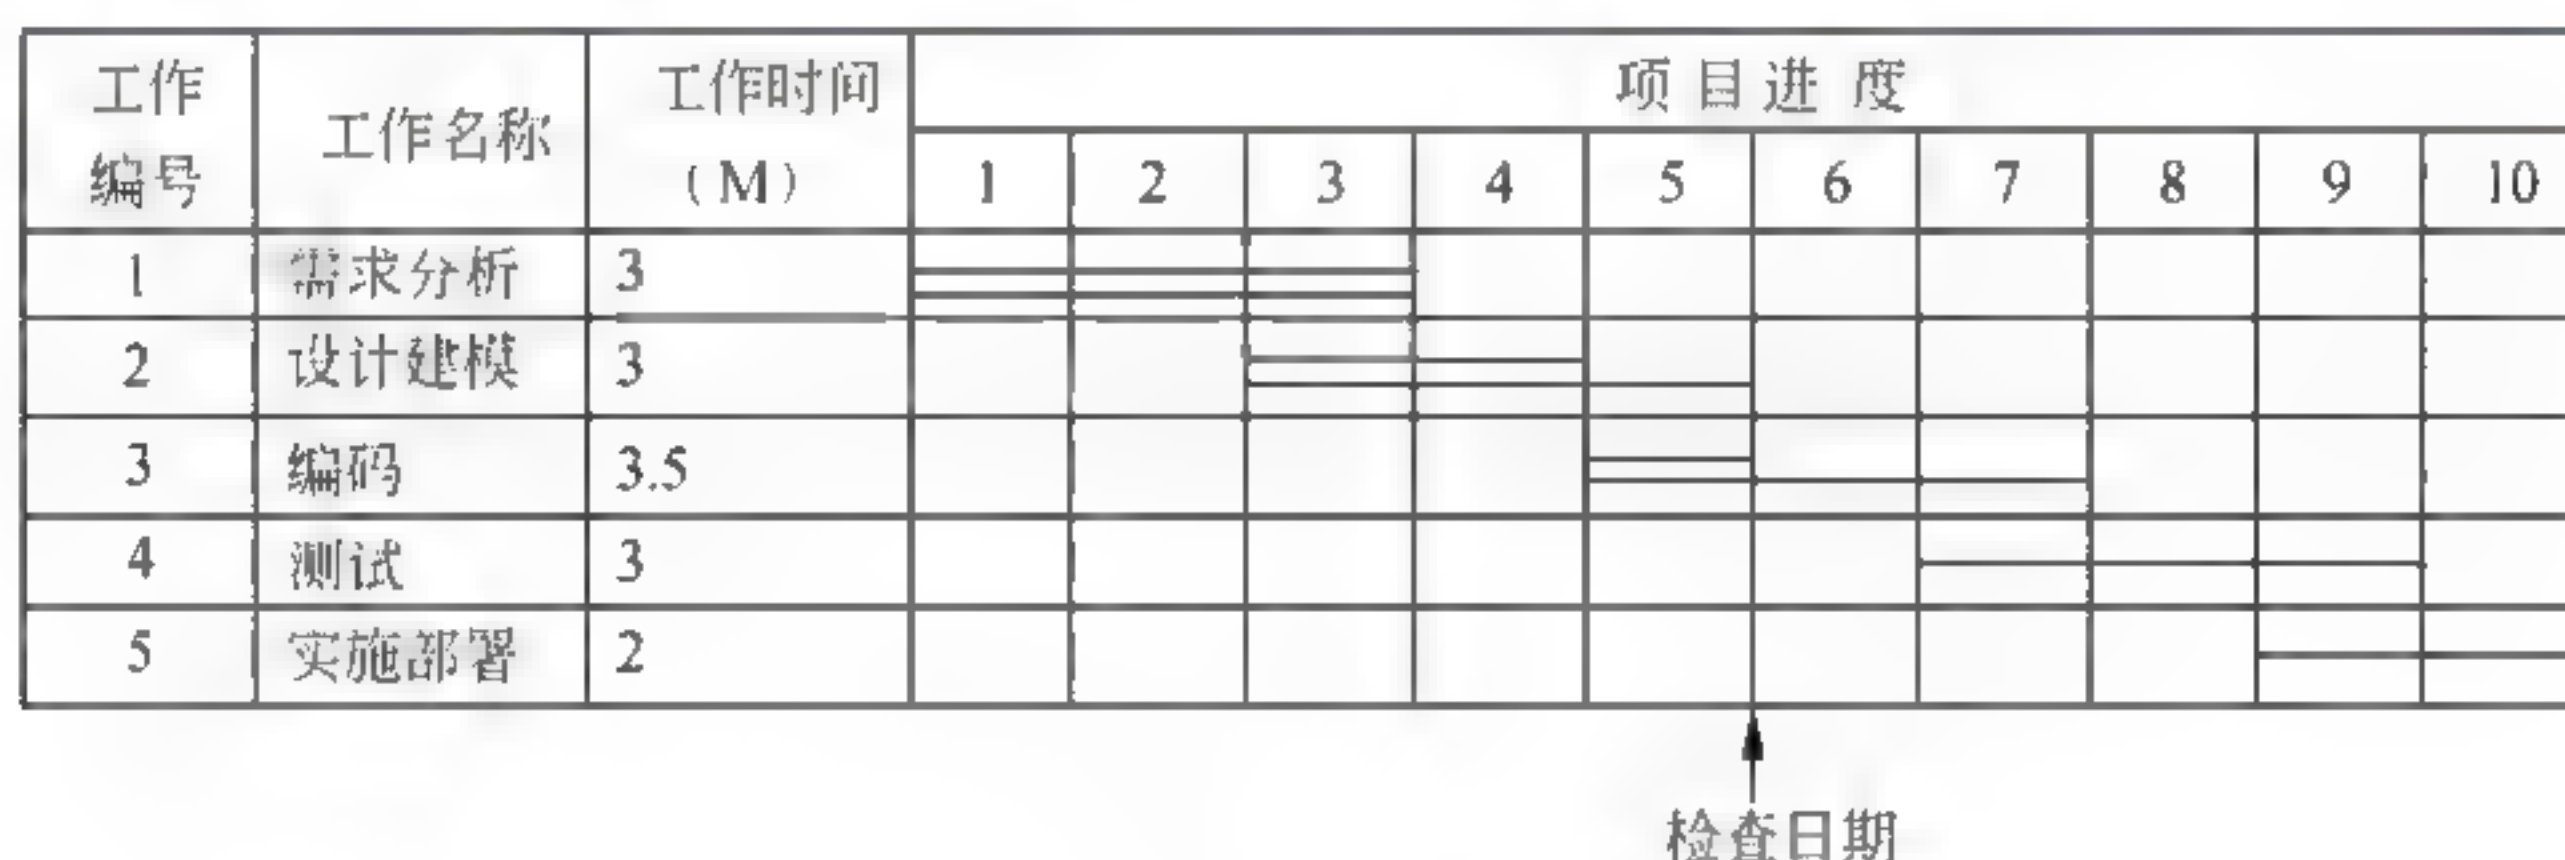 工作编号 工作名称 工作时间(M) 项目进度
1 2 3 4 5 6 7 8 9 10
1 需求分析 3
2 设计建模 3
3 编码 3.5
4 测试 3
5 实施部署 2
检查日期